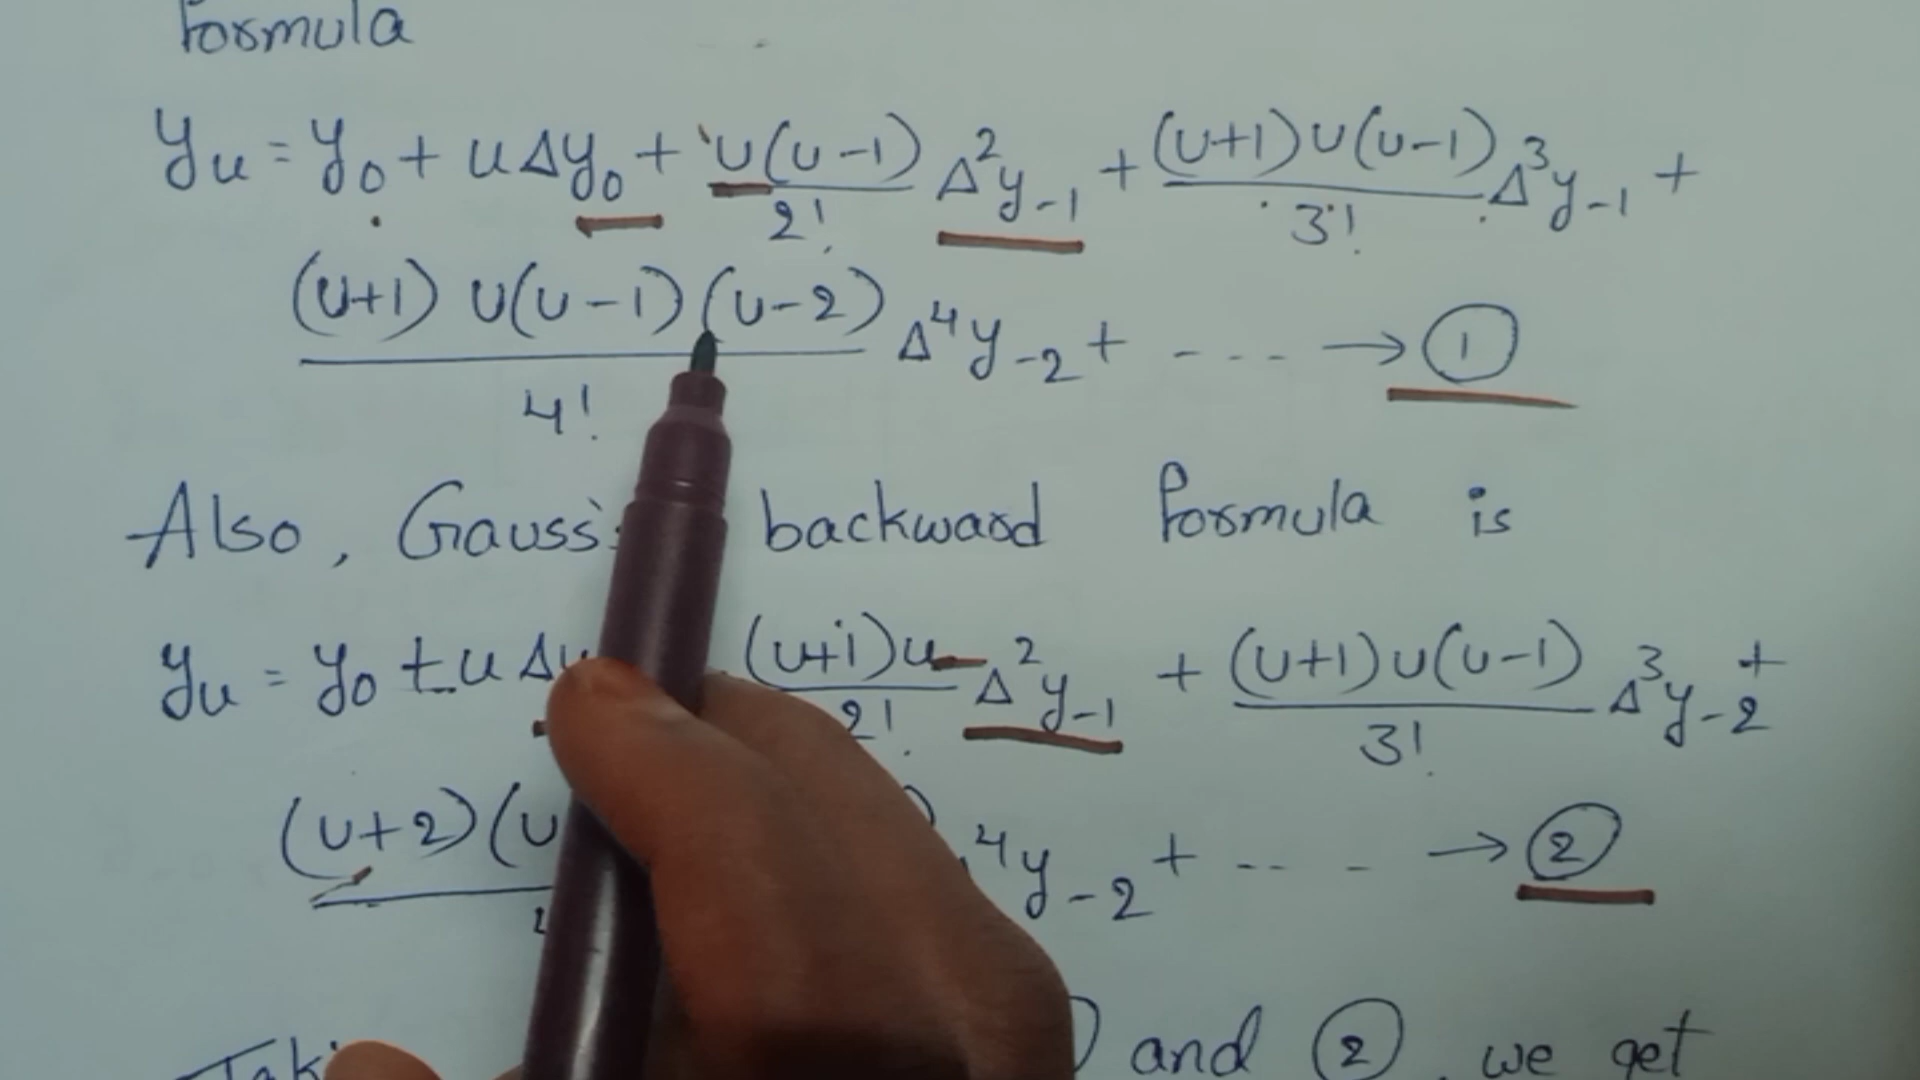 Formula
yu = y0 + uΔy0 + u(u-1)/2! Δ²y-1 + (u+1)u(u-1)/3! Δ³y-1 +
(u+1) u(u-1)(u-2)/4! Δ⁴y-2 + ---- → ①
Also, Gauss's backward formula is
yu = y0 + uΔ (u+1)u/2! Δ²y-1 + (u+1)u(u-1)/3! Δ³y-2 +
(u+2)(u ⁴y-2 + --- - → ②
and ②, we get